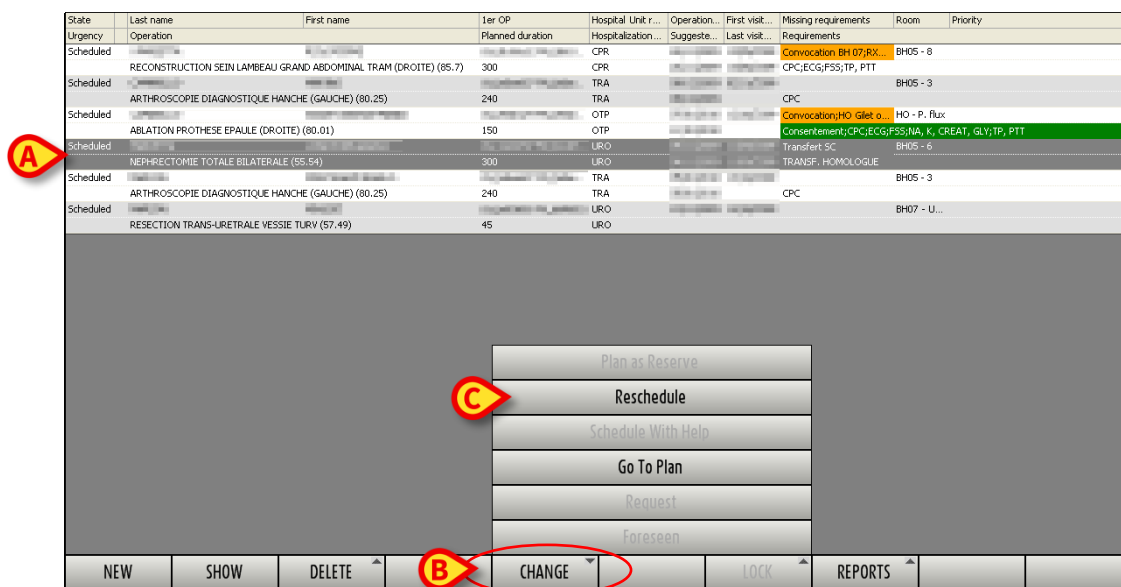 State Last name First name 1er OP Hospital Unit r... Operation... First visit... Missing requirements Room Priority
Urgency Operation Planned duration Hospitalization... Suggeste... Last visit... Requirements
Scheduled CPR Convocation BH 07;RX... BH05 - 8
RECONSTRUCTION SEIN LAMBEAU GRAND ABDOMINAL TRAM (DROITE) (85.7) 300 CPR CPC;ECG;FSS;TP, PTT
Scheduled TRA BH05 - 3
ARTHROSCOPIE DIAGNOSTIQUE HANCHE (GAUCHE) (80.25) 240 TRA CPC
Scheduled OTP Convocation;HO Gilet o... HO - P. flux
ABLATION PROTHESE EPAULE (DROITE) (80.01) 150 OTP Consentement;CPC;ECG;FSS;NA, K, CREAT, GLY;TP, PTT
A
Scheduled URO Transfert SC BH05 - 6
NEPHRECTOMIE TOTALE BILATERALE (55.54) 300 URO TRANSF. HOMOLOGUE
Scheduled TRA BH05 - 3
ARTHROSCOPIE DIAGNOSTIQUE HANCHE (GAUCHE) (80.25) 240 TRA CPC
Scheduled URO BH07 - U...
RESECTION TRANS-URETRALE VESSIE TURV (57.49) 45 URO
Plan as Reserve
C Reschedule
Schedule With Help
Go To Plan
Request
Foreseen
NEW SHOW DELETE B CHANGE LOCK REPORTS